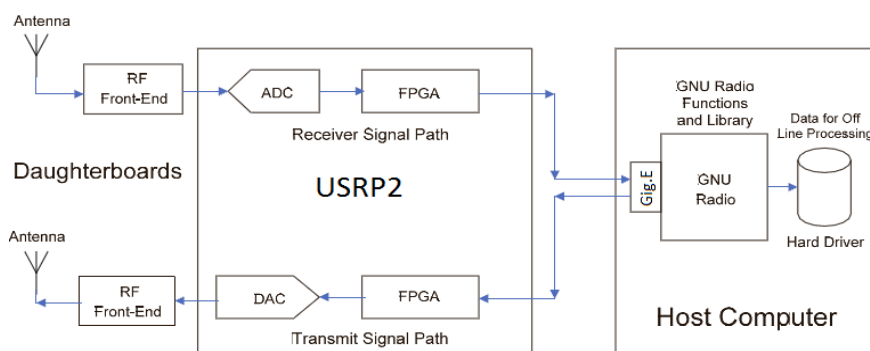 Antenna
RF
Front-End
ADC
FPGA
Receiver Signal Path
Daughterboards
USRP2
Antenna
RF
Front-End
DAC
FPGA
Transmit Signal Path
GNU Radio
Functions
and Library
Data for Off
Line Processing
Gig.E
GNU
Radio
Hard Driver
Host Computer